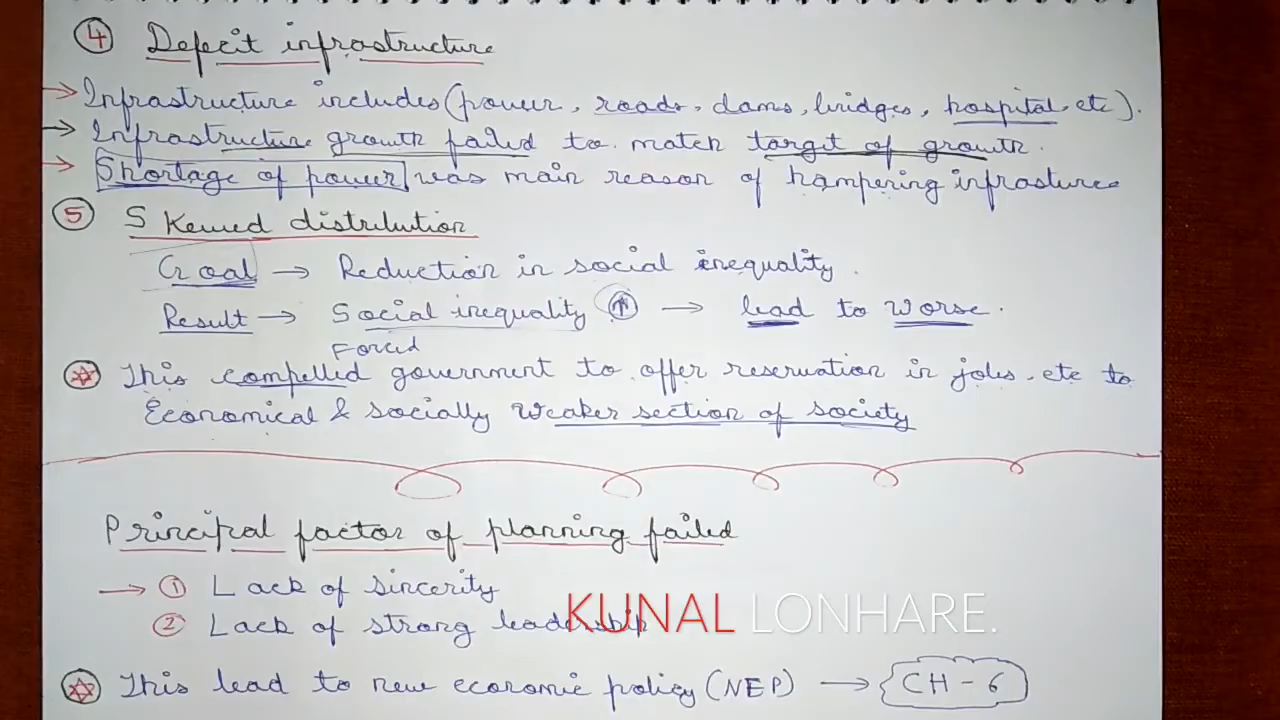 ④ Deficit infrastructure
→ Infrastructure includes (power, roads, dams, bridges, hospital, etc).
→ Infrastructure growth failed to match target of growth.
→ Shortage of power was main reason of hampering infrasture
⑤ Skewed distribution
Goal → Reduction in social inequality.
Result → Social inequality ↑ → lead to worse.
Forced
This compelled government to offer reservation in jobs, etc to
Economical & socially weaker section of society
Principal factor of planning failed
→ ① Lack of sincerity
② Lack of strong leadership
KUNAL LONHARE.
This lead to new economic policy (NEP) → CH-6